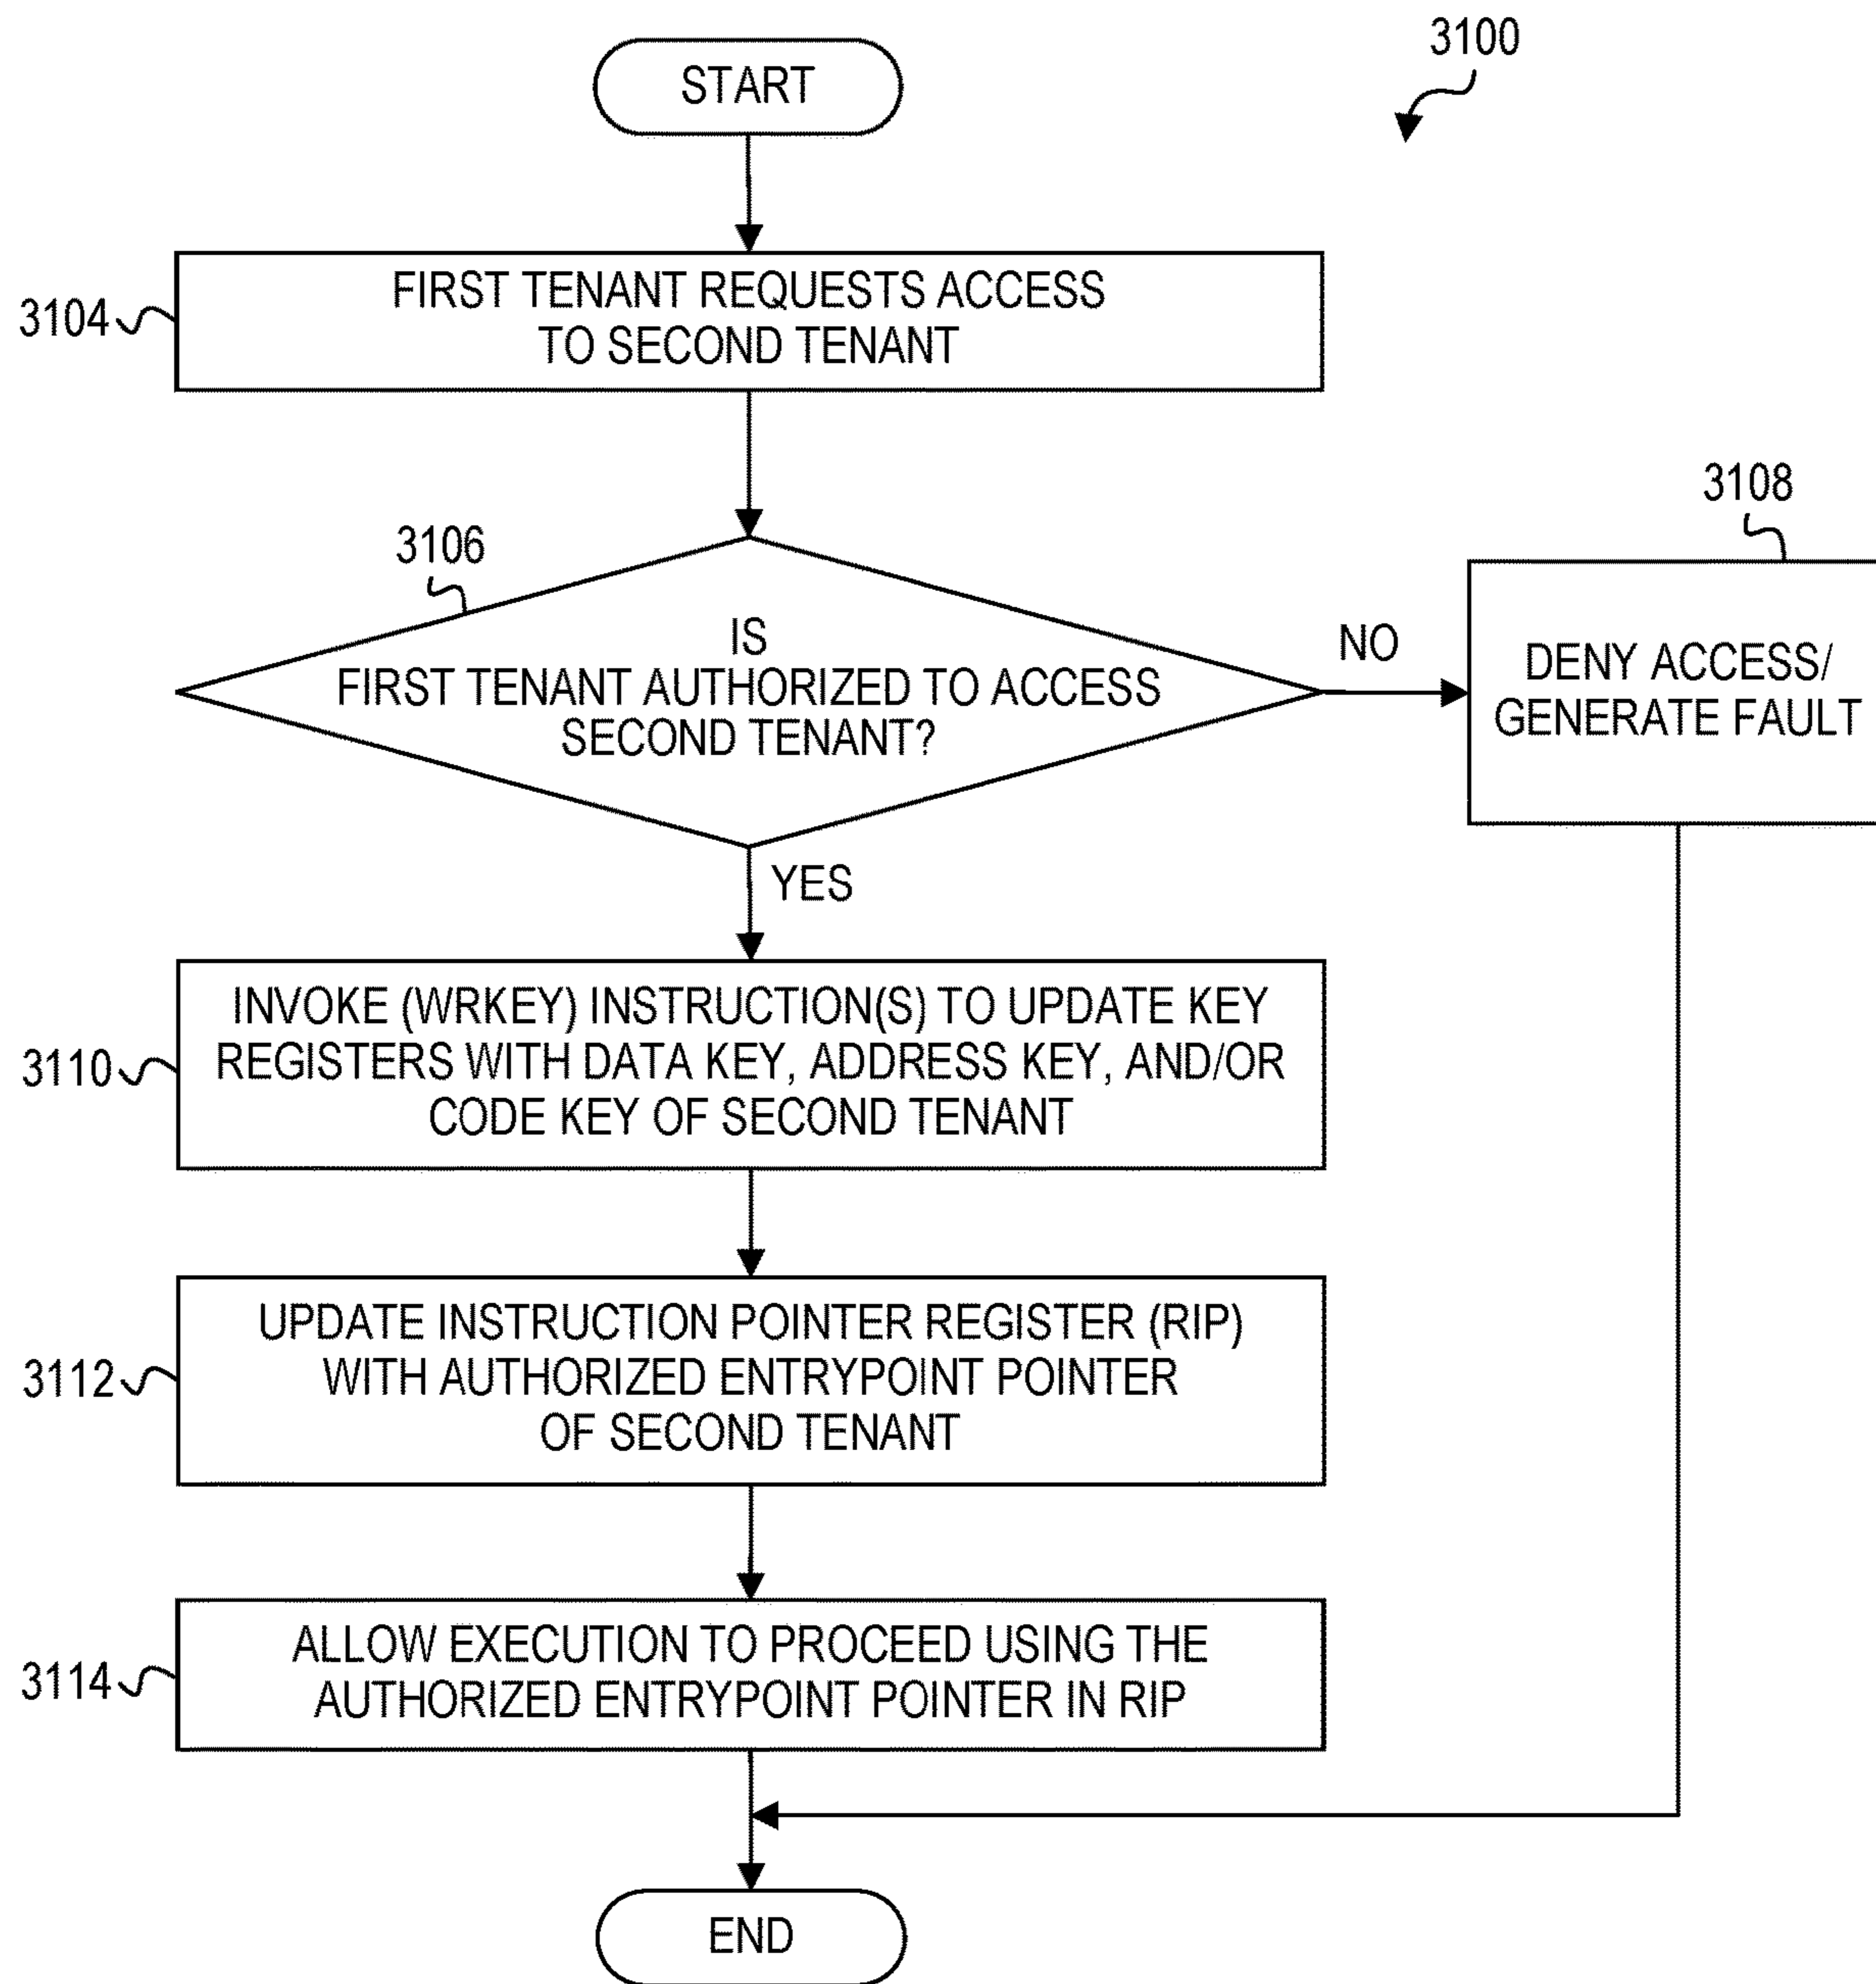 3100
START
3104
FIRST TENANT REQUESTS ACCESS
TO SECOND TENANT
3106
IS
FIRST TENANT AUTHORIZED TO ACCESS
SECOND TENANT?
NO
3108
DENY ACCESS/
GENERATE FAULT
YES
3110
INVOKE (WRKEY) INSTRUCTION(S) TO UPDATE KEY
REGISTERS WITH DATA KEY, ADDRESS KEY, AND/OR
CODE KEY OF SECOND TENANT
3112
UPDATE INSTRUCTION POINTER REGISTER (RIP)
WITH AUTHORIZED ENTRYPOINT POINTER
OF SECOND TENANT
3114
ALLOW EXECUTION TO PROCEED USING THE
AUTHORIZED ENTRYPOINT POINTER IN RIP
END